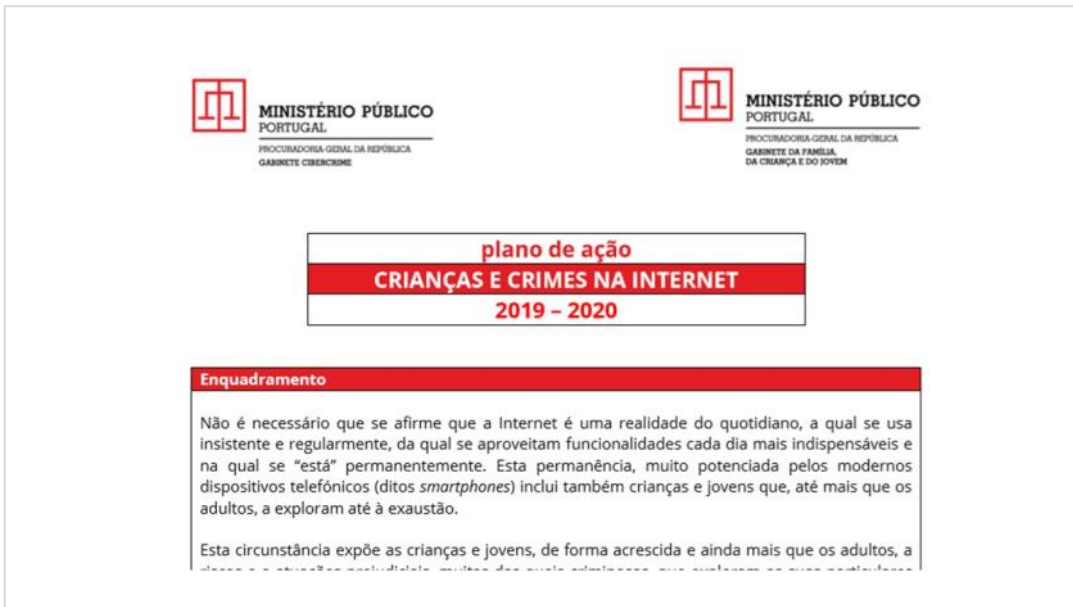 MINISTÉRIO PÚBLICO
PORTUGAL
PROCURADORIA-GERAL DA REPÚBLICA
GABINETE CIBERCRIME
MINISTÉRIO PÚBLICO
PORTUGAL
PROCURADORIA-GERAL DA REPÚBLICA
GABINETE DA FAMÍLIA,
DA CRIANÇA E DO JOVEM
plano de ação
CRIANÇAS E CRIMES NA INTERNET
2019 – 2020
Enquadramento
Não é necessário que se afirme que a Internet é uma realidade do quotidiano, a qual se usa
insistente e regularmente, da qual se aproveitam funcionalidades cada dia mais indispensáveis e
na qual se “está” permanentemente. Esta permanência, muito potenciada pelos modernos
dispositivos telefónicos (ditos smartphones) inclui também crianças e jovens que, até mais que os
adultos, a exploram até à exaustão.
Esta circunstância expõe as crianças e jovens, de forma acrescida e ainda mais que os adultos, a